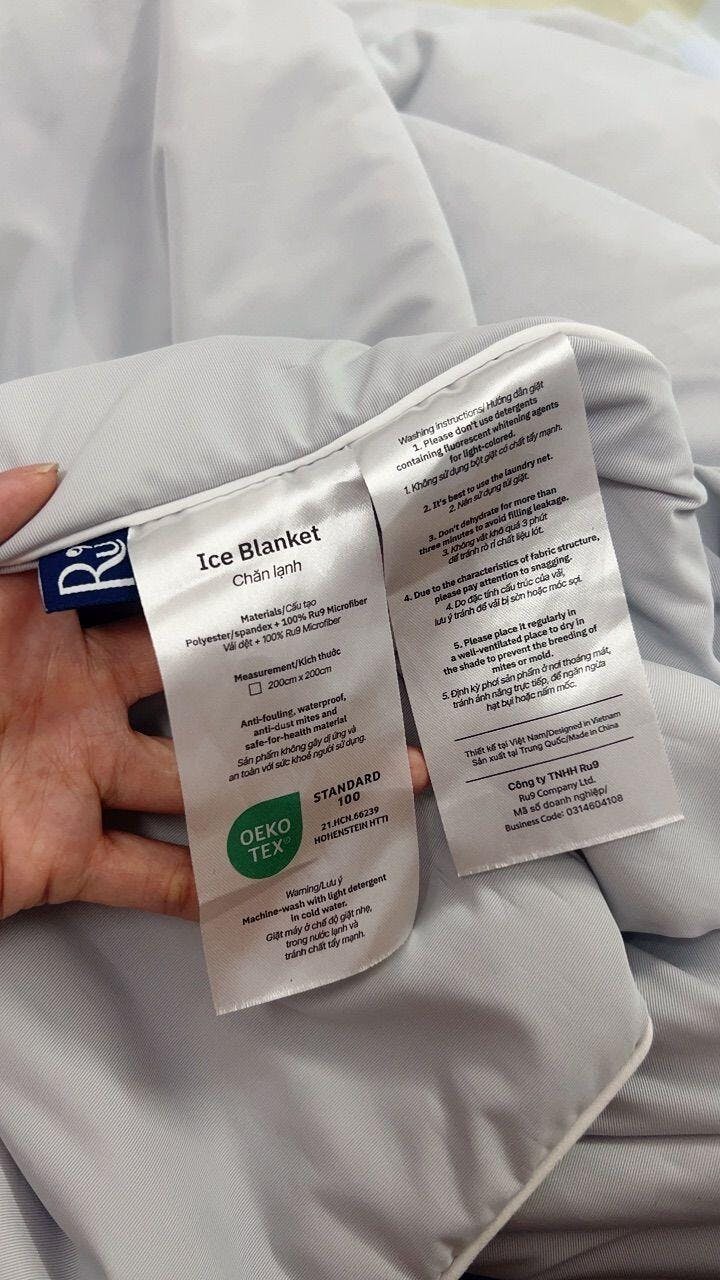 Ru9
Ice Blanket
Chăn lạnh
Materials/Cấu tạo
Polyester/spandex + 100% Ru9 Microfiber
Vải dệt + 100% Ru9 Microfiber
Measurement/Kích thước
200cm x 200cm
Anti-fouling, waterproof,
anti-dust mites and
safe-for-health material
Sản phẩm không gây dị ứng và
an toàn với sức khoẻ người sử dụng.
OEKO
TEX®
STANDARD
100
21.HCN.66239
HOHENSTEIN HTTI
Warning/Lưu ý
Machine-wash with light detergent
in cold water.
Giặt máy ở chế độ giặt nhẹ,
trong nước lạnh và
tránh chất tẩy mạnh.
Washing instructions/ Hướng dẫn giặt
1. Please don't use detergents
containing fluorescent whitening agents
for light-colored.
1. Không sử dụng bột giặt có chất tẩy mạnh.
2. It's best to use the laundry net.
2. Nên sử dụng túi giặt.
3. Don't dehydrate for more than
three minutes to avoid filling leakage.
3. Không vắt khô quá 3 phút
để tránh rò rỉ chất liệu lót.
4. Due to the characteristics of fabric structure,
please pay attention to snagging.
4. Do đặc tính cấu trúc của vải,
lưu ý tránh để vải bị sờn hoặc móc sợi.
5. Please place it regularly in
a well-ventilated place to dry in
the shade to prevent the breeding of
mites or mold.
5. Định kỳ phơi sản phẩm ở nơi thoáng mát,
tránh ánh nắng trực tiếp, để ngăn ngừa
hạt bụi hoặc nấm mốc.
Thiết kế tại Việt Nam/Designed in Vietnam
Sản xuất tại Trung Quốc/Made in China
Công ty TNHH Ru9
Ru9 Company Ltd.
Mã số doanh nghiệp/
Business Code: 0314604108